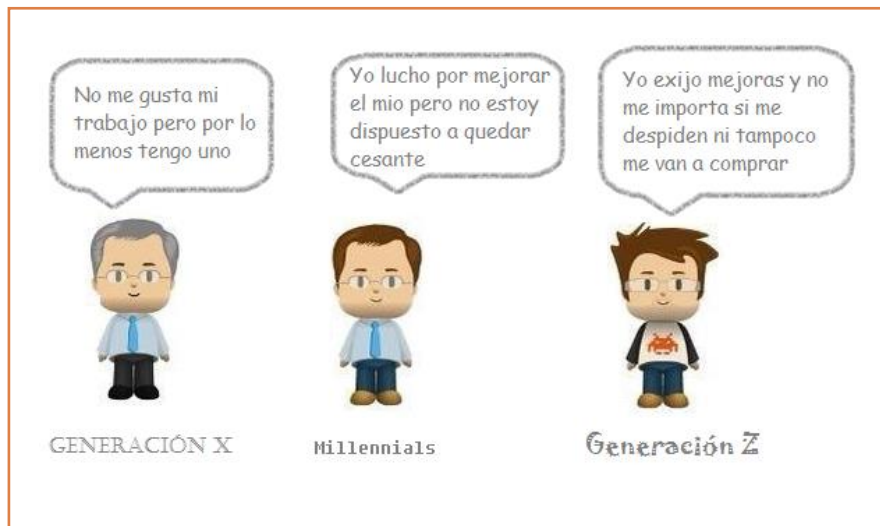 No me gusta mi
trabajo pero por lo
menos tengo uno
Yo lucho por mejorar
el mio pero no estoy
dispuesto a quedar
cesante
Yo exijo mejoras y no
me importa si me
despiden ni tampoco
me van a comprar
GENERACIÓN X
Millennials
Generación Z